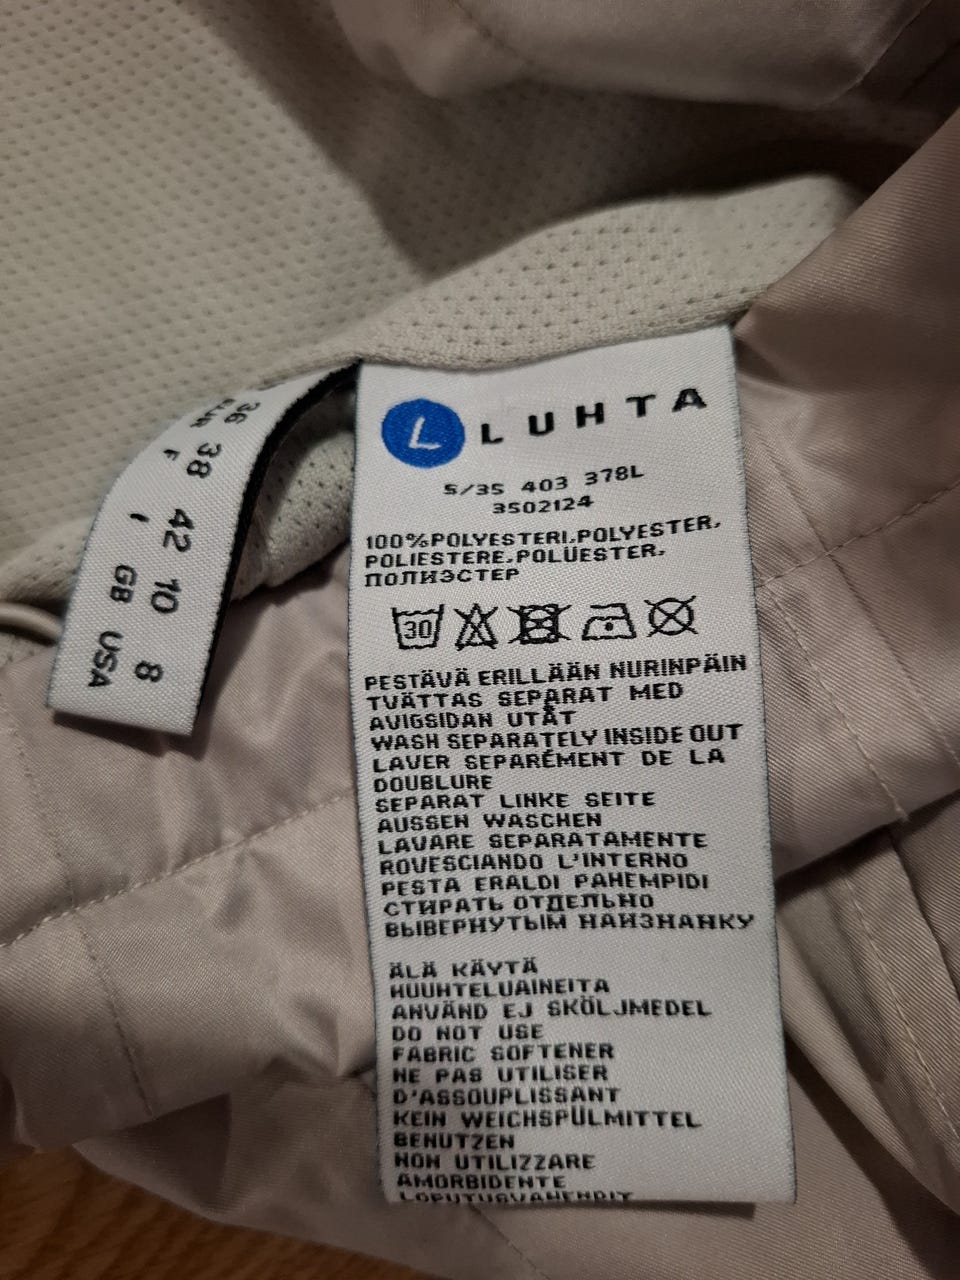 36 38 42 10 8
EUR F I GB USA
L LUHTA
S/35 403 378L
3502124
100%POLYESTERI.POLYESTER.
POLIESTERE.POLÜESTER.
ПОЛИЭСТЕР
30
PESTÄVÄ ERILLÄÄN NURINPÄIN
TVÄTTAS SEPARAT MED
AVIGSIDAN UTÅT
WASH SEPARATELY INSIDE OUT
LAVER SEPARÉMENT DE LA
DOUBLURE
SEPARAT LINKE SEITE
AUSSEN WASCHEN
LAVARE SEPARATAMENTE
ROVESCIANDO L'INTERNO
PESTA ERALDI PAHEMPIDI
СТИРАТЬ ОТДЕЛЬНО
ВЫВЕРНУТЫМ НАИЗНАНКУ
ÄLÄ KÄYTÄ
HUUHTELUAINEITA
ANVÄND EJ SKÖLJMEDEL
DO NOT USE
FABRIC SOFTENER
NE PAS UTILISER
D'ASSOUPLISSANT
KEIN WEICHSPÜLMITTEL
BENUTZEN
NON UTILIZZARE
AMORBIDENTE
LOPUTUSVAHENDIT